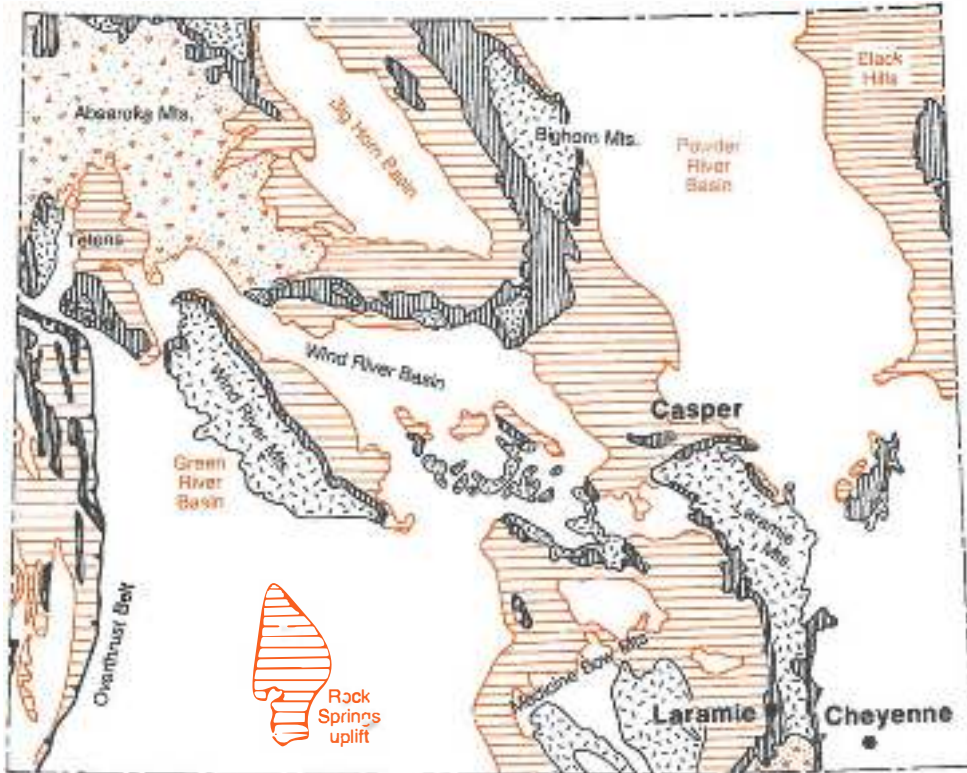 Absaroka Mts.
Big Horn Basin
Bighorn Mts.
Black
Hills
Powder
River
Basin
Tetons
Wind River Basin
Wind River Mts.
Casper
Green
River
Basin
Laramie
Mts.
Overthrust Belt
Rock
Springs
uplift
Medicine Bow Mts.
Laramie
Cheyenne